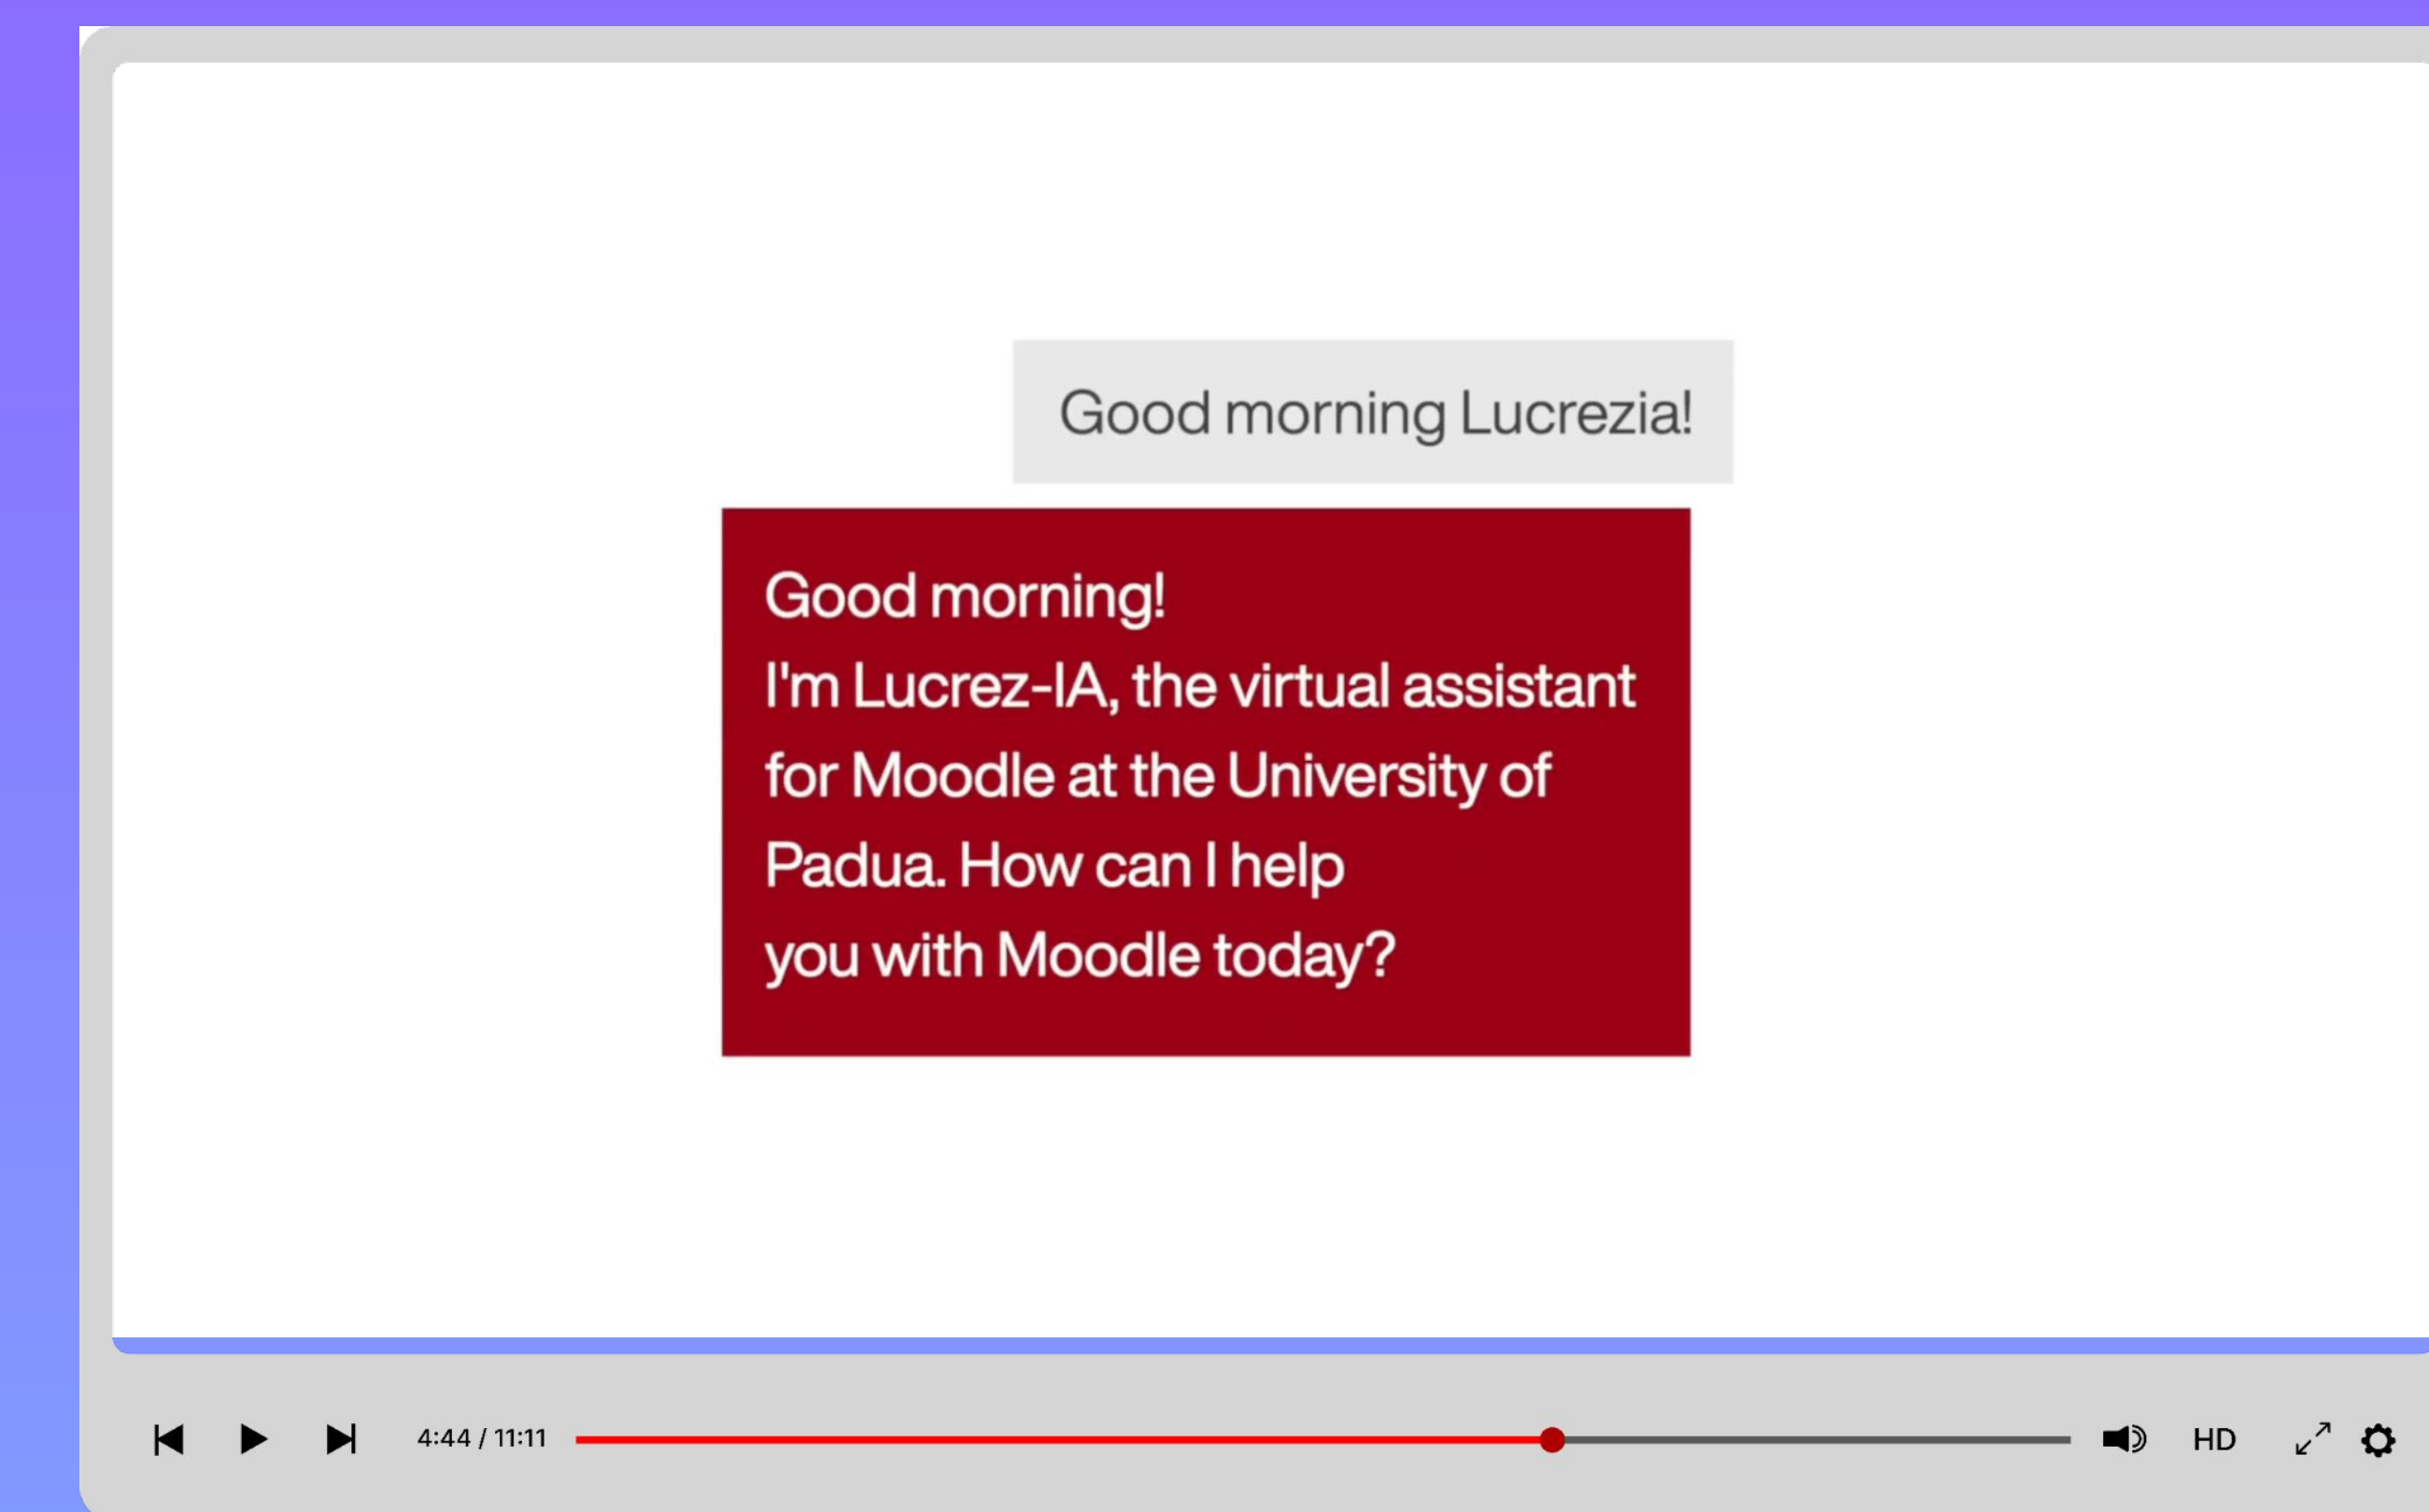 Good morning Lucrezia!
Good morning!
I'm Lucrez-IA, the virtual assistant
for Moodle at the University of
Padua. How can I help
you with Moodle today?
4:44 / 11:11
HD